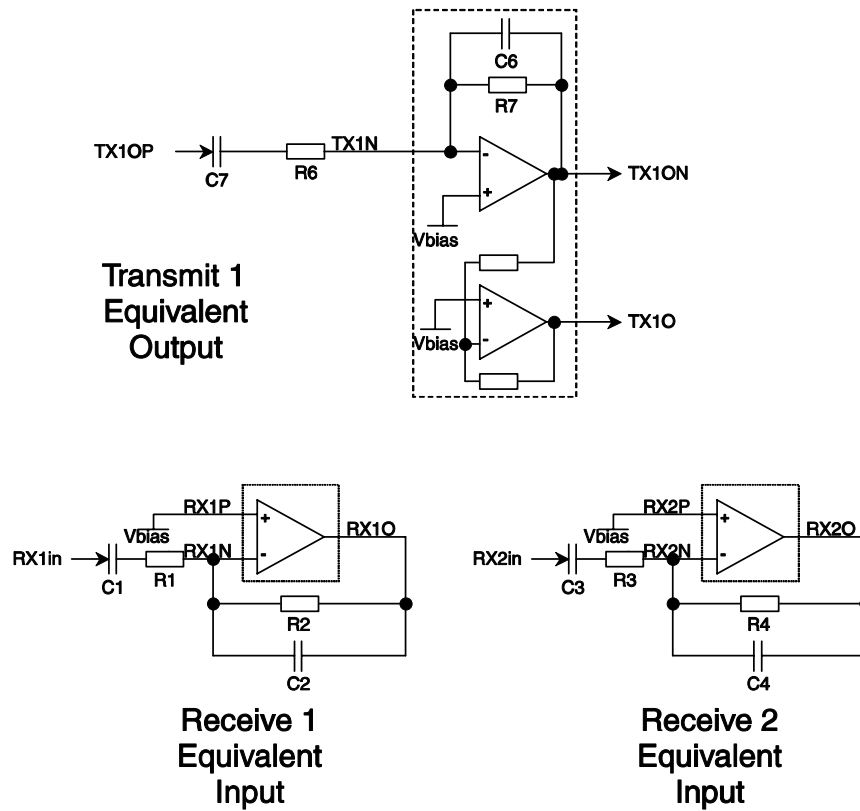 C6
R7
TX1OP
C7
R6
TX1N
-
+
TX1ON
Vbias
Transmit 1
Equivalent
Output
Vbias
+
-
TX1O
RX1P
Vbias
+
RX1O
RX1in
C1
R1
RX1N
-
R2
C2
Receive 1
Equivalent
Input
RX2P
Vbias
+
RX2O
RX2in
C3
R3
RX2N
-
R4
C4
Receive 2
Equivalent
Input